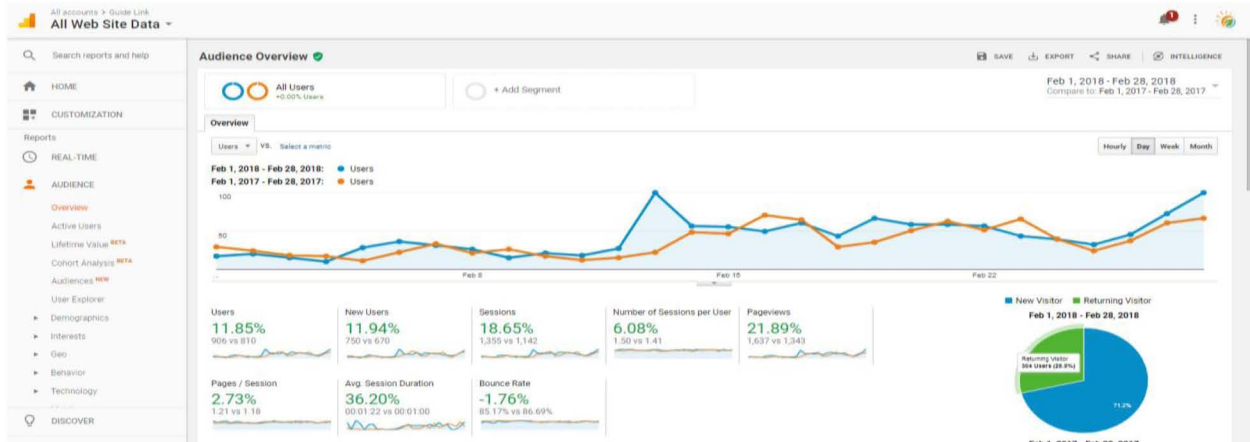 All accounts > Guide Link
All Web Site Data
1
Search reports and help
HOME
CUSTOMIZATION
Reports
REAL-TIME
AUDIENCE
Overview
Active Users
Lifetime Value BETA
Cohort Analysis BETA
Audiences NEW
User Explorer
Demographics
Interests
Geo
Behavior
Technology
DISCOVER
Audience Overview
SAVE
EXPORT
SHARE
INTELLIGENCE
All Users
+0.00% Users
+ Add Segment
Feb 1, 2018 - Feb 28, 2018
Compare to: Feb 1, 2017 - Feb 28, 2017
Overview
Users VS. Select a metric
Hourly Day Week Month
Feb 1, 2018 - Feb 28, 2018: Users
Feb 1, 2017 - Feb 28, 2017: Users
100
50
...
Feb 8
Feb 15
Feb 22
Users
11.85%
906 vs 810
New Users
11.94%
750 vs 670
Sessions
18.65%
1,355 vs 1,142
Number of Sessions per User
6.08%
1.50 vs 1.41
Pageviews
21.89%
1,637 vs 1,343
Pages / Session
2.73%
1.21 vs 1.18
Avg. Session Duration
36.20%
00:01:22 vs 00:01:00
Bounce Rate
-1.76%
85.17% vs 86.69%
New Visitor Returning Visitor
Feb 1, 2018 - Feb 28, 2018
Returning Visitor
Users
71.2%